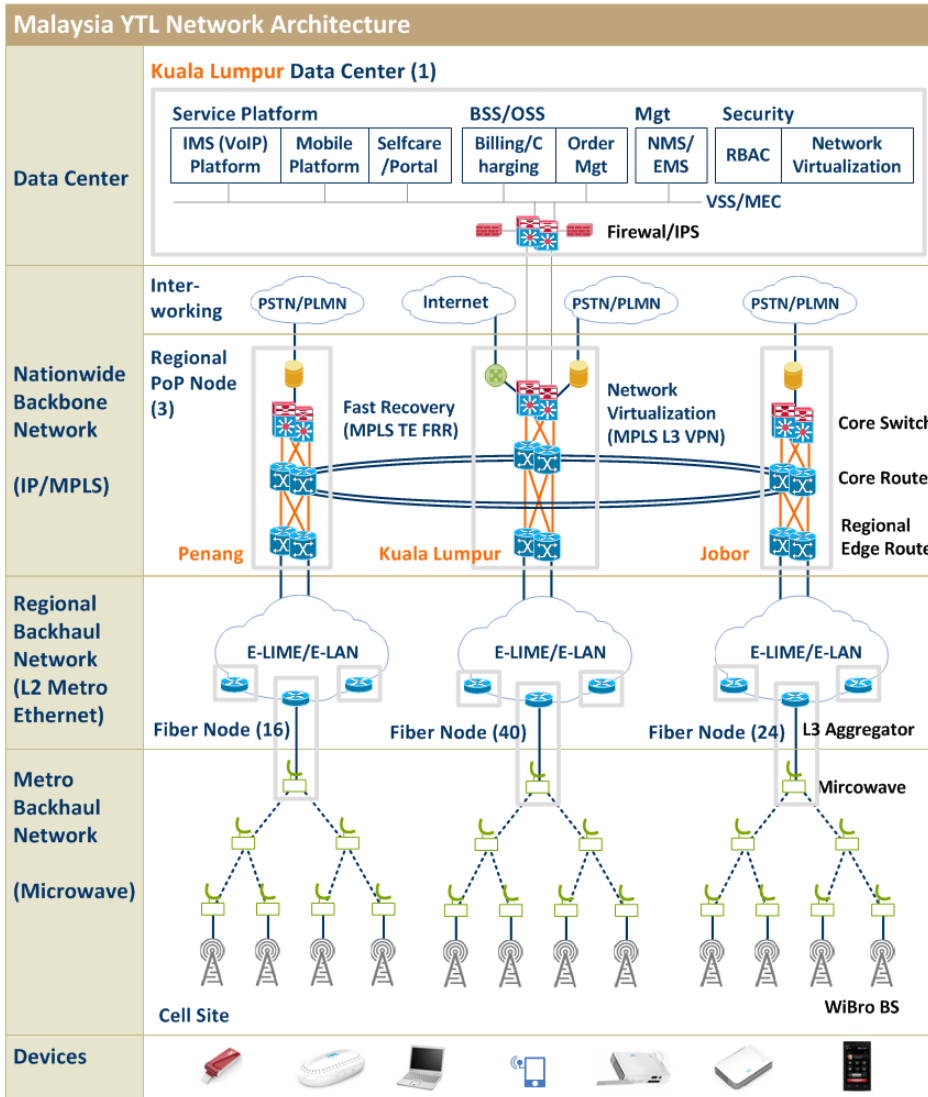 Malaysia YTL Network Architecture
Data Center
Kuala Lumpur Data Center (1)
Service Platform
BSS/OSS
Mgt
Security
IMS (VoIP)
Platform
Mobile
Platform
Selfcare
/Portal
Billing/C
harging
Order
Mgt
NMS/
EMS
RBAC
Network
Virtualization
VSS/MEC
Firewal/IPS
Nationwide
Backbone
Network
(IP/MPLS)
Inter-
working
PSTN/PLMN
Internet
PSTN/PLMN
PSTN/PLMN
Regional
PoP Node
(3)
Fast Recovery
(MPLS TE FRR)
Network
Virtualization
(MPLS L3 VPN)
Core Switch
Core Route
Regional
Edge Route
Penang
Kuala Lumpur
Jobor
Regional
Backhaul
Network
(L2 Metro
Ethernet)
E-LIME/E-LAN
E-LIME/E-LAN
E-LIME/E-LAN
Fiber Node (16)
Fiber Node (40)
Fiber Node (24)
L3 Aggregator
Metro
Backhaul
Network
(Microwave)
Mircowave
WiBro BS
Cell Site
Devices